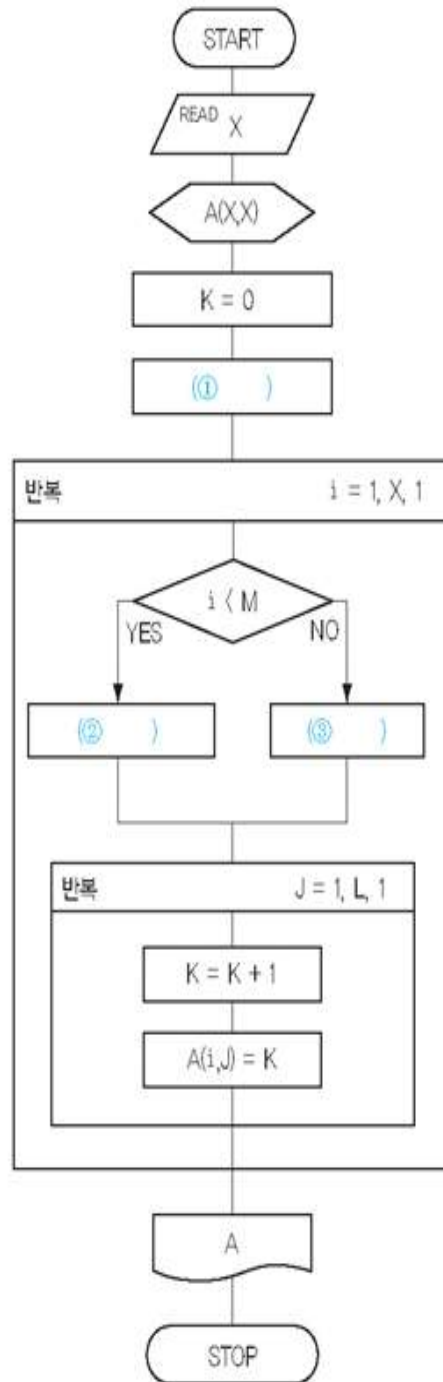 START
READ X
A(X,X)
K = 0
(① )
반복 i = 1, X, 1
i < M
YES NO
(② ) (③ )
반복 J = 1, L, 1
K = K + 1
A(i,J) = K
A
STOP